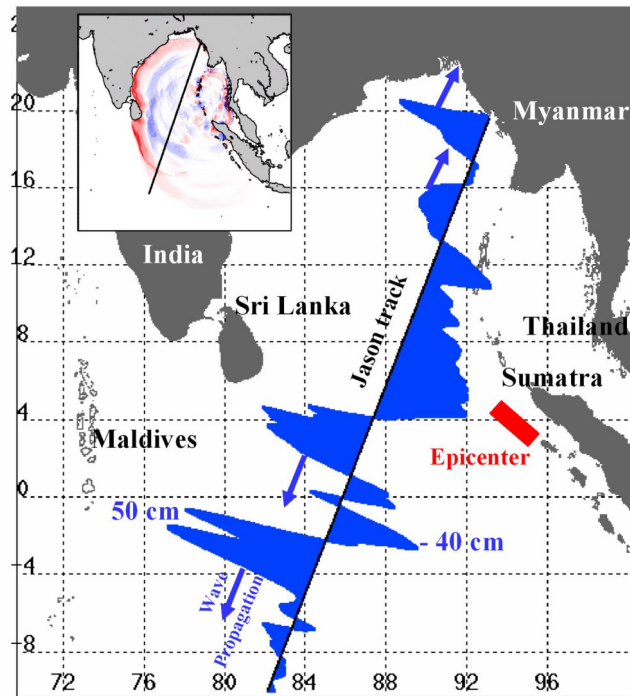 2
20
Myanmar
16
India
12
Sri Lanka
Jason track
8
Thailand
Sumatra
4
Maldives
Epicenter
0
50 cm
- 40 cm
-4
Wave
Propagation
-8
72 76 80 84 88 92 96